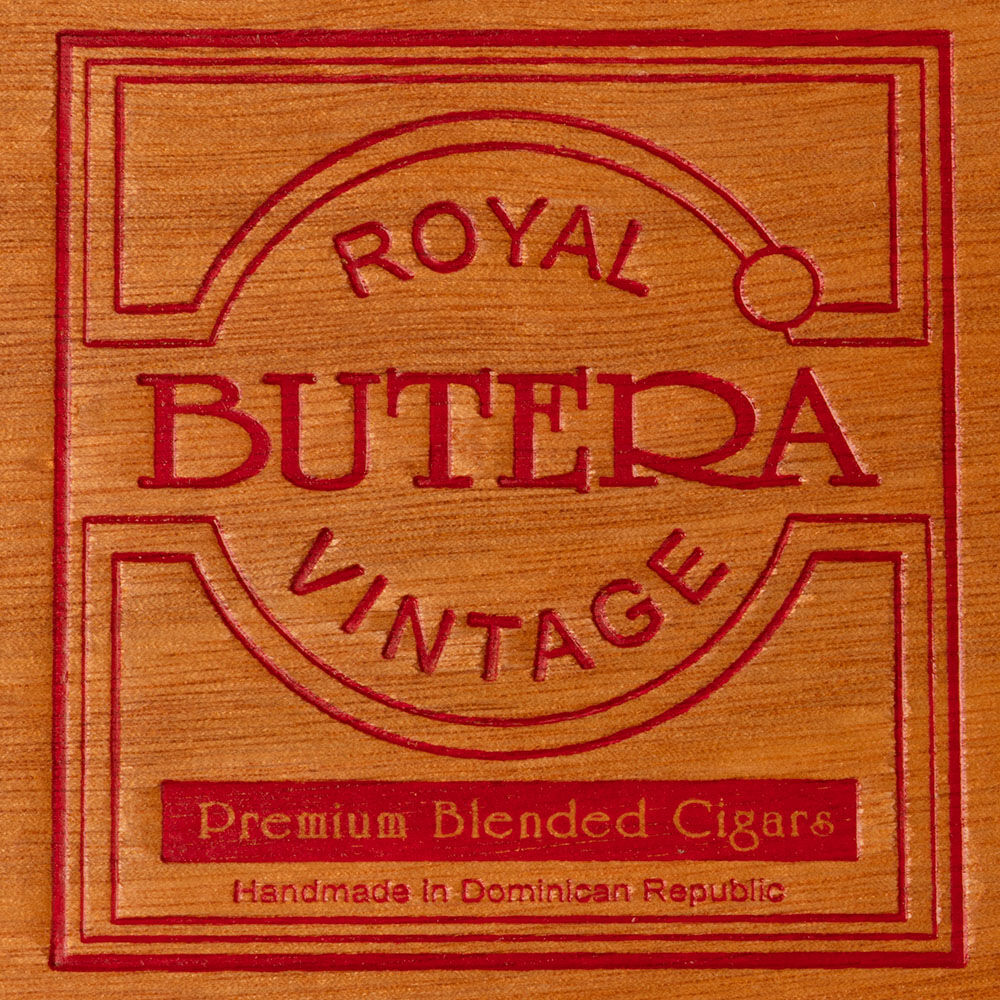 ROYAL
BUTERA
VINTAGE
Premium Blended Cigars
Handmade in Dominican Republic